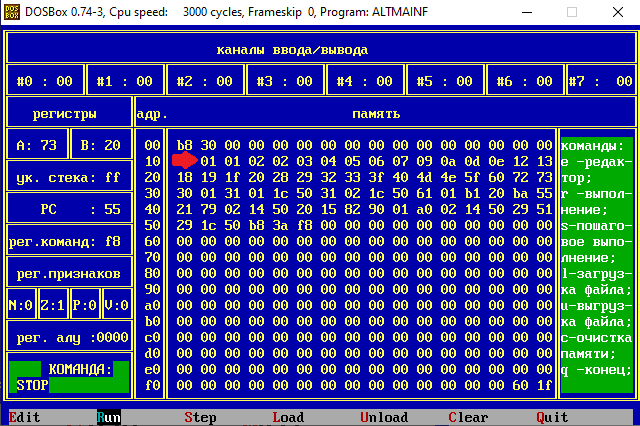 DOSBox 0.74-3, Cpu speed: 3000 cycles, Frameskip 0, Program: ALTMAINF
каналы ввода/вывода
#0 : 00 #1 : 00 #2 : 00 #3 : 00 #4 : 00 #5 : 00 #6 : 00 #7 : 00
регистры адр. память
A: 73 B: 20
ук. стека: ff
PC : 55
рег.команд: f8
рег.признаков
N:0 Z:1 P:0 V:0
рег. алу :0000
КОМАНДА:
STOP
00 b8 30 00 00 00 00 00 00 00 00 00 00 00 00 00 00
10 01 01 02 02 03 04 05 06 07 09 0a 0d 0e 12 13
20 18 19 1f 20 28 29 32 33 3f 40 4d 4e 5f 60 72 73
30 30 01 31 01 1c 50 31 02 1c 50 61 01 b1 20 ba 55
40 21 79 02 14 50 20 15 82 90 01 a0 02 14 50 29 51
50 29 1c 50 b8 3a f8 00 00 00 00 00 00 00 00 00 00
60 00 00 00 00 00 00 00 00 00 00 00 00 00 00 00 00
70 00 00 00 00 00 00 00 00 00 00 00 00 00 00 00 00
80 00 00 00 00 00 00 00 00 00 00 00 00 00 00 00 00
90 00 00 00 00 00 00 00 00 00 00 00 00 00 00 00 00
a0 00 00 00 00 00 00 00 00 00 00 00 00 00 00 00 00
b0 00 00 00 00 00 00 00 00 00 00 00 00 00 00 00 00
c0 00 00 00 00 00 00 00 00 00 00 00 00 00 00 00 00
d0 00 00 00 00 00 00 00 00 00 00 00 00 00 00 00 00
e0 00 00 00 00 00 00 00 00 00 00 00 00 00 00 00 00
f0 00 00 00 00 00 00 00 00 00 00 00 00 00 00 60 1f
команды:
e -редак-
тор;
r -выпол-
нение;
s-пошаго-
вое выпо-
лнение;
l-загруз-
ка файла;
u-выгруз-
ка файла;
c-очистка
памяти;
q -конец;
Edit Run Step Load Unload Clear Quit